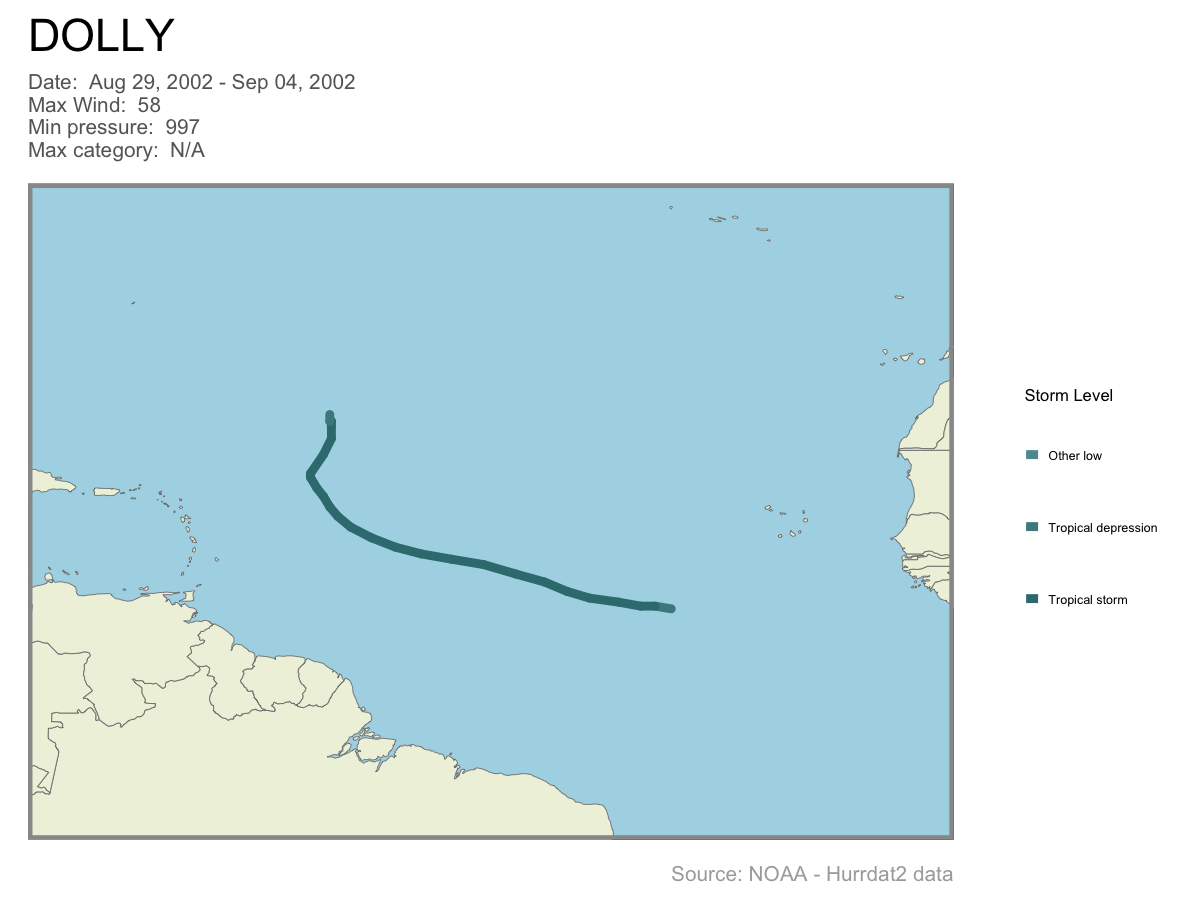 DOLLY
Date:  Aug 29, 2002 - Sep 04, 2002
Max Wind:  58
Min pressure:  997
Max category:  N/A
Storm Level
Other low
Tropical depression
Tropical storm
Source: NOAA - Hurrdat2 data